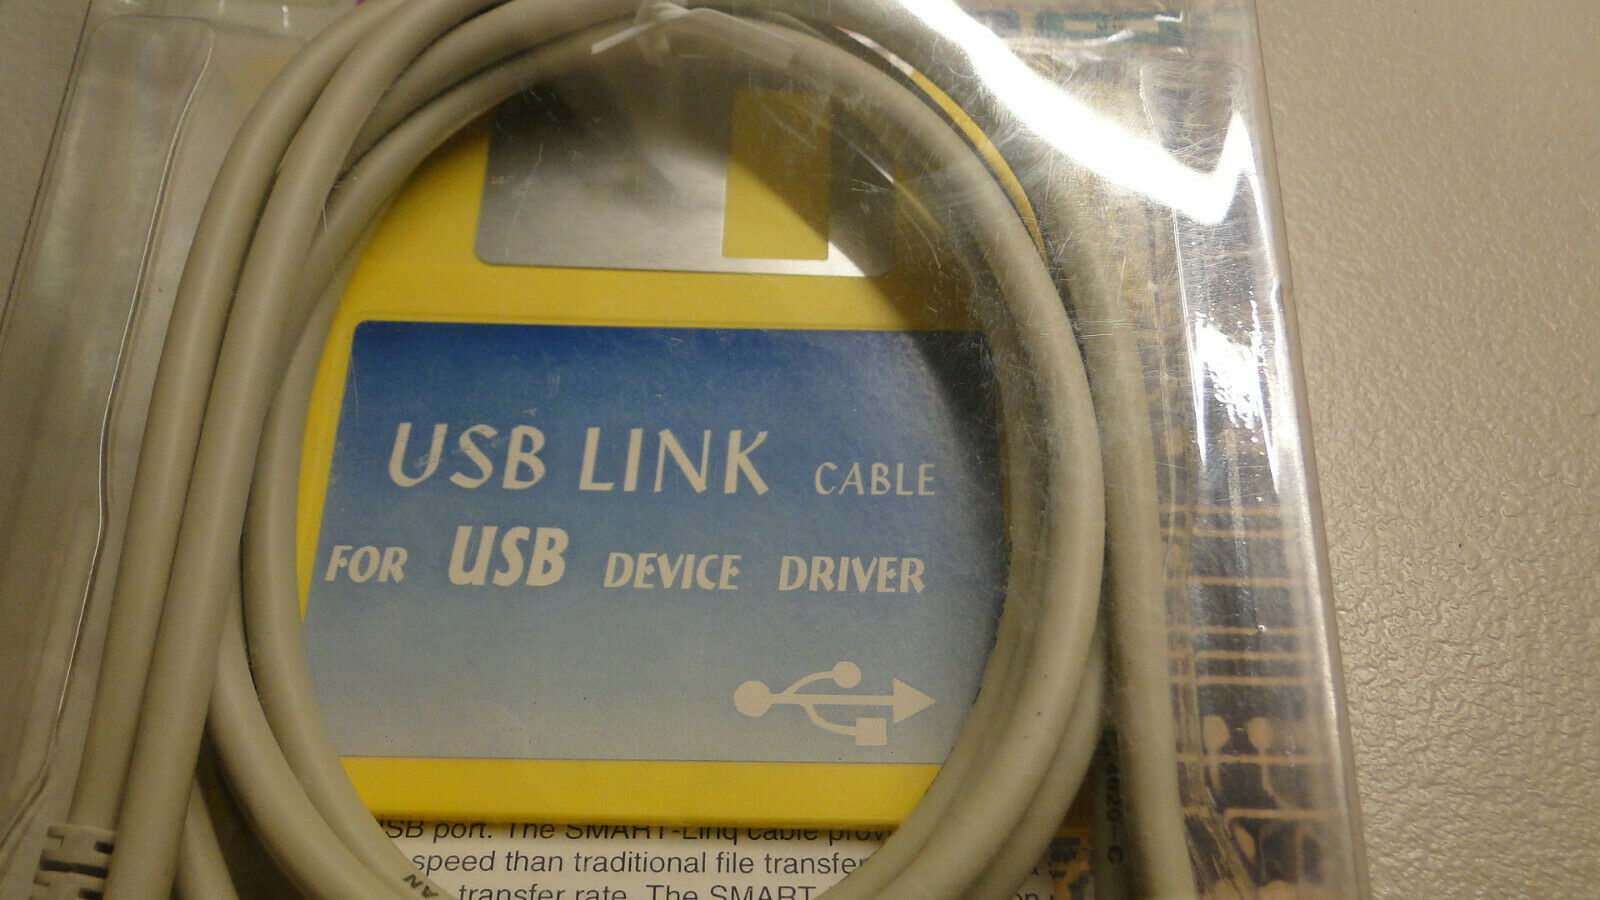 USB LINK CABLE
FOR USB DEVICE DRIVER
SB port. The SMART-Linq cable prov
speed than traditional file transfer
transfer rate. The SMART